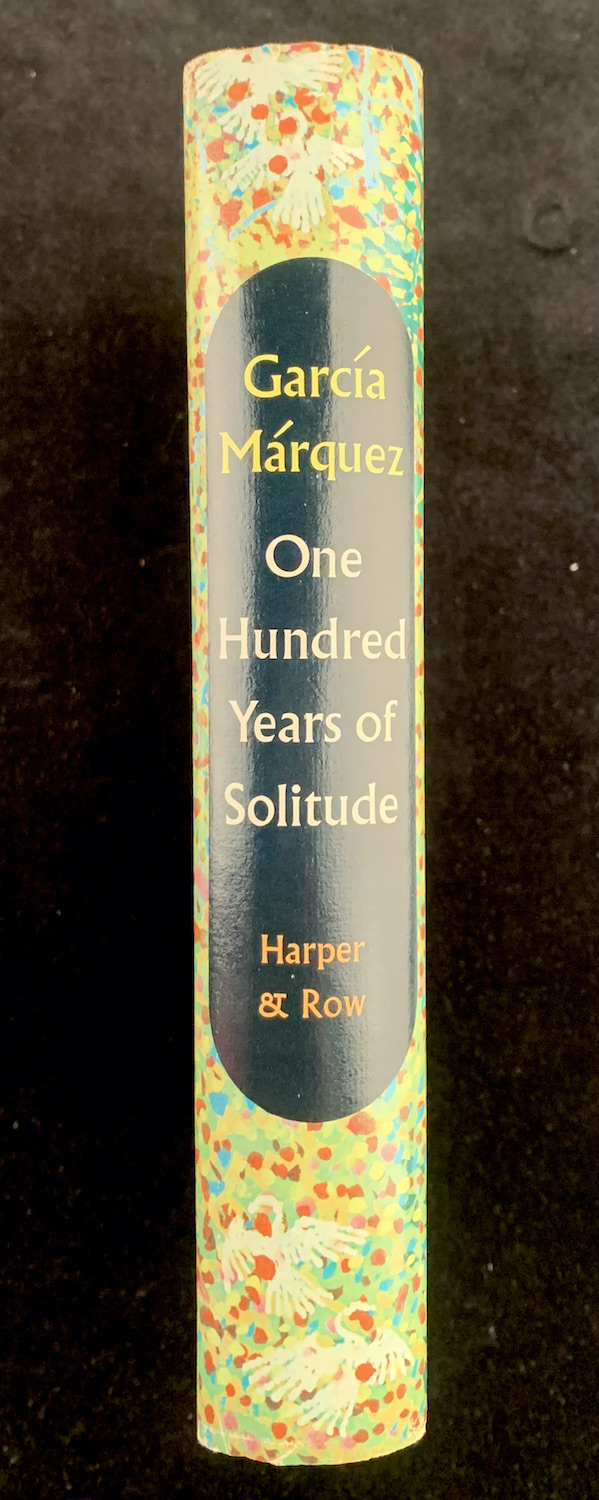 García
Márquez
One
Hundred
Years of
Solitude
Harper
& Row